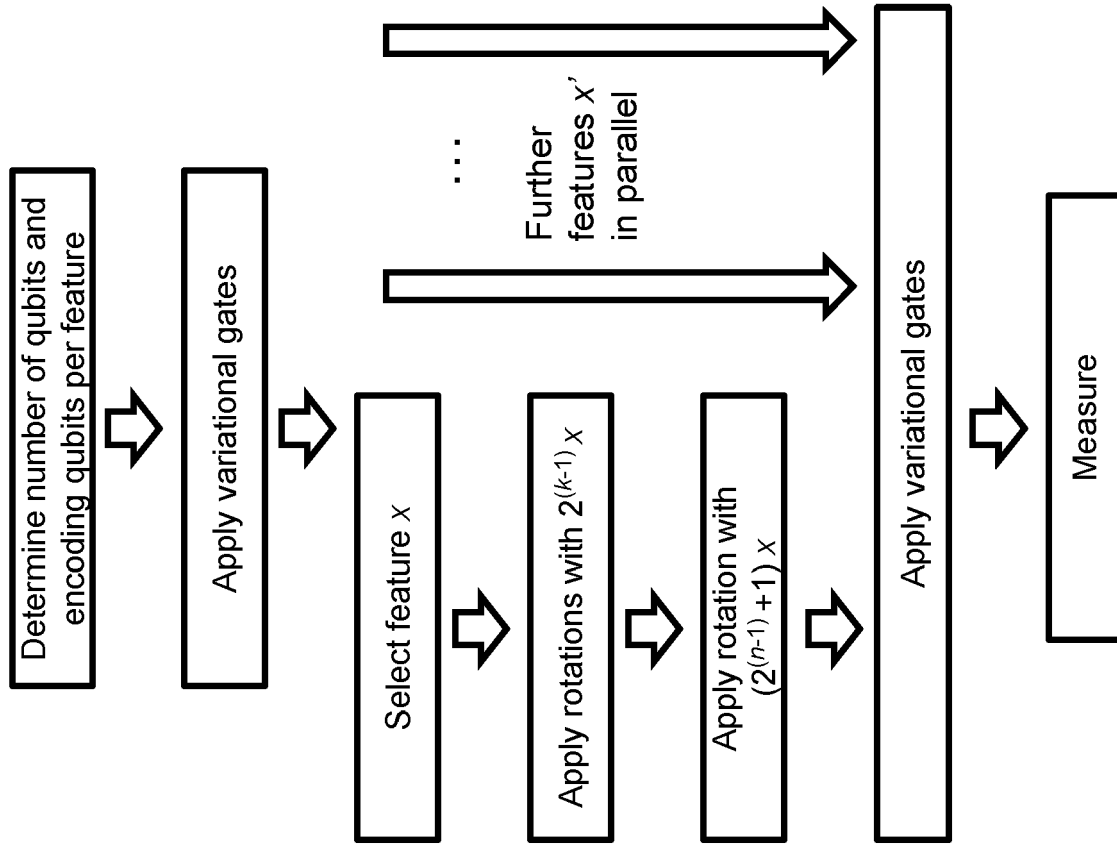 Determine number of qubits and
encoding qubits per feature
Apply variational gates
Select feature x
Apply rotations with 2^(k-1) x
Apply rotation with
(2^(n-1) +1) x
...
Further
features x’
in parallel
Apply variational gates
Measure